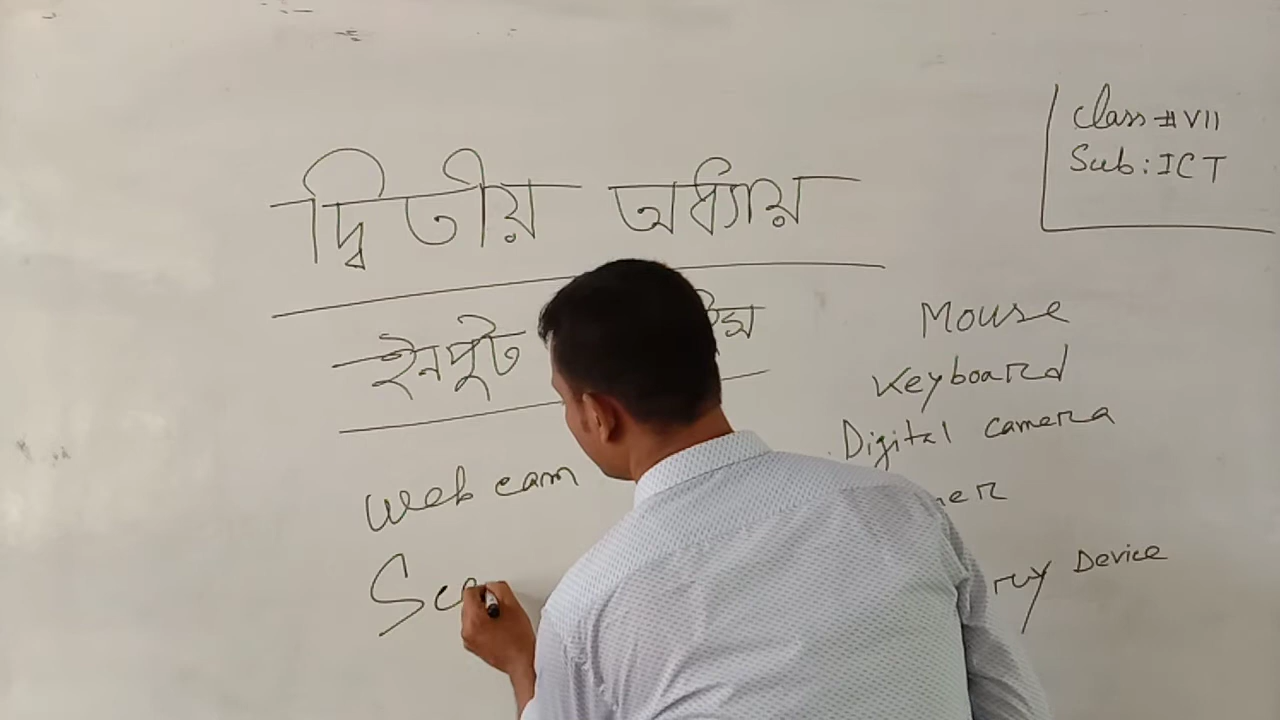 Class # VII
Sub: ICT
দ্বিতীয় অধ্যায়
ইনপুট
Mouse
Keyboard
Digital camera
web cam
Device